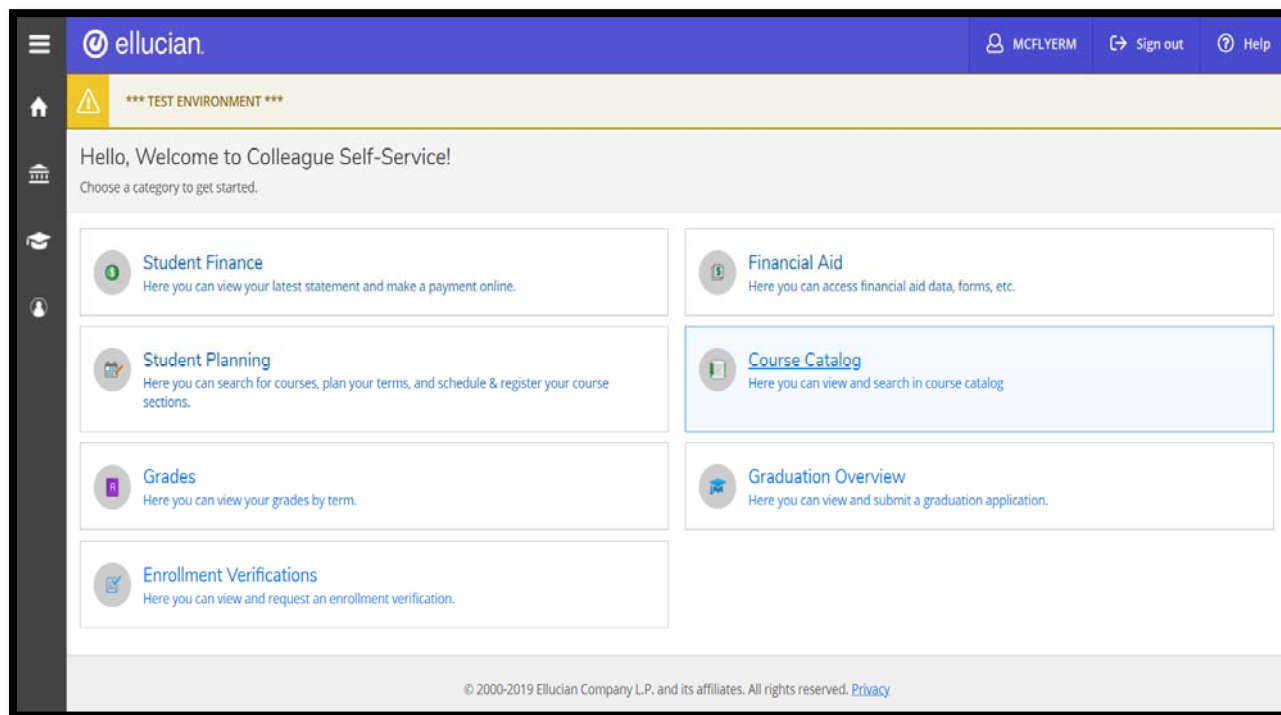 ellucian.
MCFLYERM
Sign out
Help
*** TEST ENVIRONMENT ***
Hello, Welcome to Colleague Self-Service!
Choose a category to get started.
Student Finance
Here you can view your latest statement and make a payment online.
Financial Aid
Here you can access financial aid data, forms, etc.
Student Planning
Here you can search for courses, plan your terms, and schedule & register your course
sections.
Course Catalog
Here you can view and search in course catalog
Grades
Here you can view your grades by term.
Graduation Overview
Here you can view and submit a graduation application.
Enrollment Verifications
Here you can view and request an enrollment verification.
© 2000-2019 Ellucian Company L.P. and its affiliates. All rights reserved. Privacy